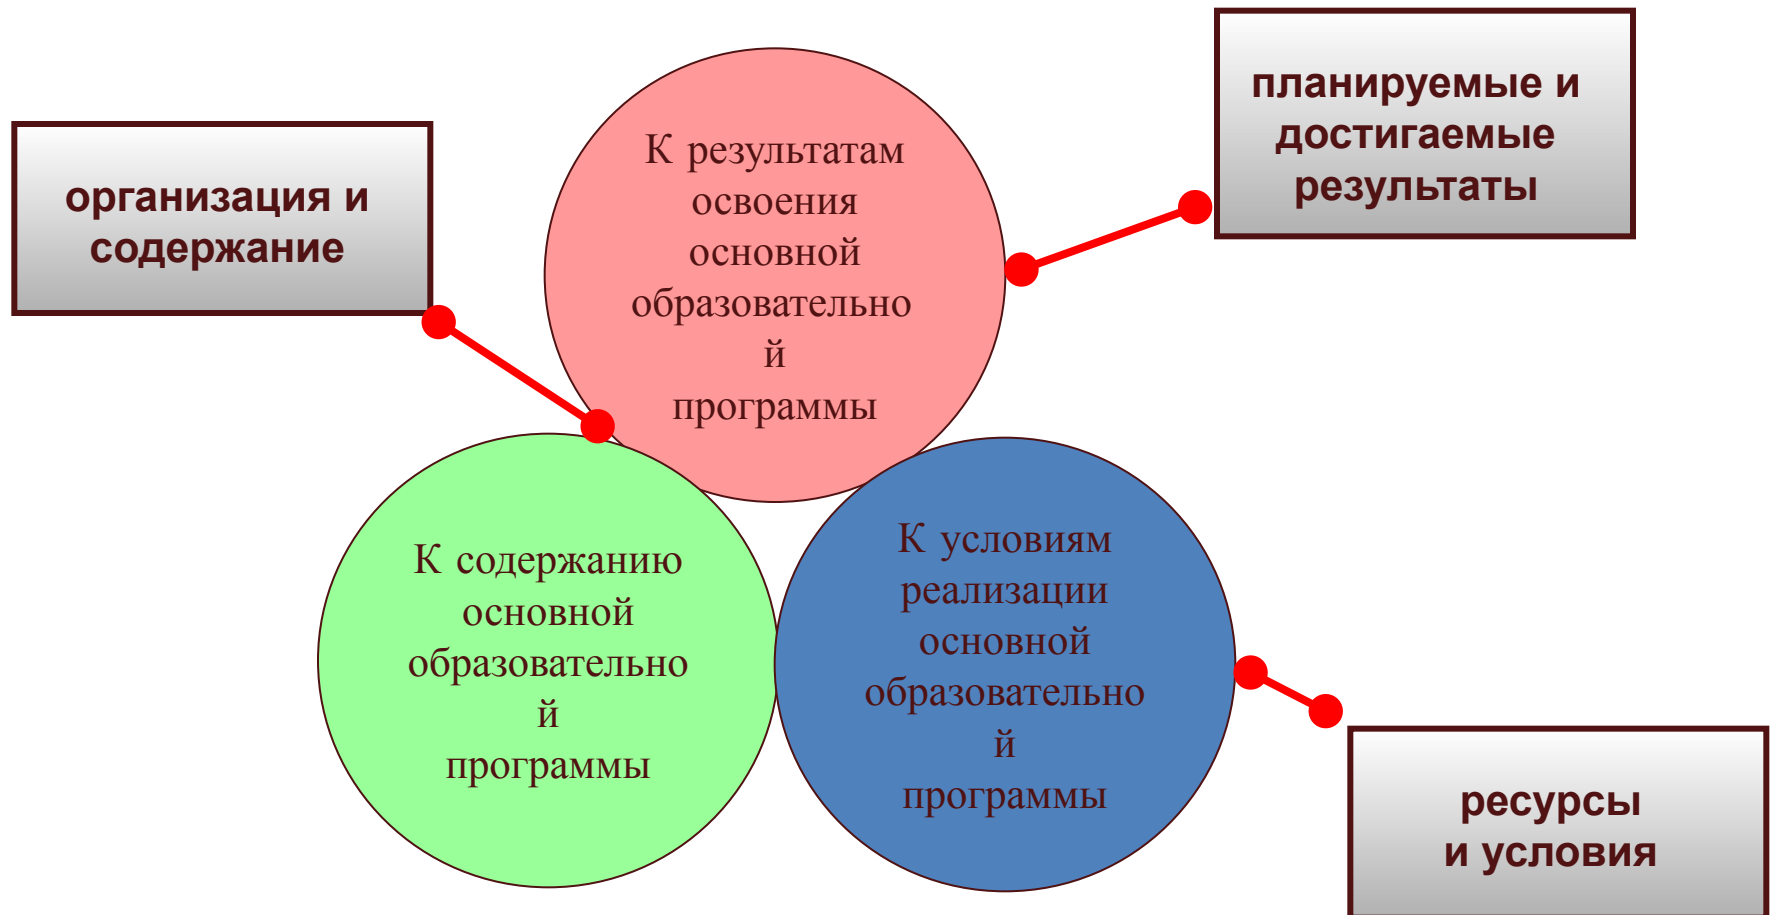 организация и
содержание
К результатам
освоения
основной
образовательно
й
программы
планируемые и
достигаемые
результаты
К содержанию
основной
образовательно
й
программы
К условиям
реализации
основной
образовательно
й
программы
ресурсы
и условия